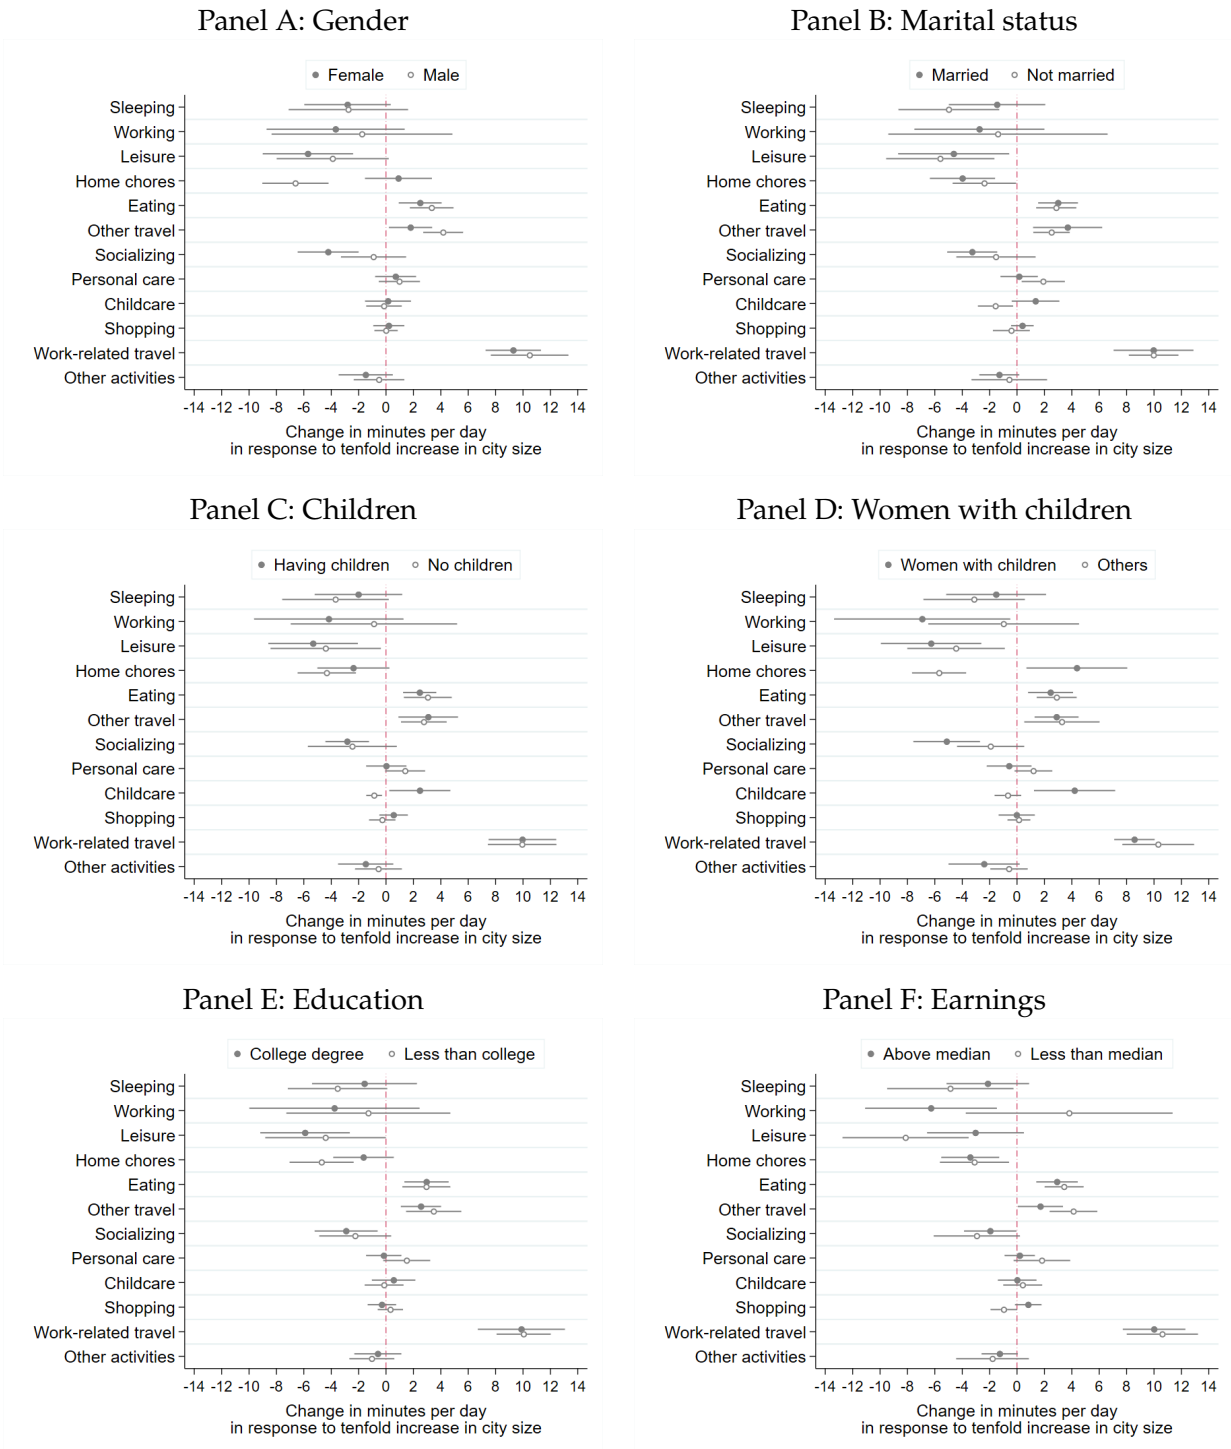 Panel A: Gender
Female Male
Sleeping
Working
Leisure
Home chores
Eating
Other travel
Socializing
Personal care
Childcare
Shopping
Work-related travel
Other activities
-14 -12 -10 -8 -6 -4 -2 0 2 4 6 8 10 12 14
Change in minutes per day
in response to tenfold increase in city size
Panel B: Marital status
Married Not married
Sleeping
Working
Leisure
Home chores
Eating
Other travel
Socializing
Personal care
Childcare
Shopping
Work-related travel
Other activities
-14 -12 -10 -8 -6 -4 -2 0 2 4 6 8 10 12 14
Change in minutes per day
in response to tenfold increase in city size
Panel C: Children
Having children No children
Sleeping
Working
Leisure
Home chores
Eating
Other travel
Socializing
Personal care
Childcare
Shopping
Work-related travel
Other activities
-14 -12 -10 -8 -6 -4 -2 0 2 4 6 8 10 12 14
Change in minutes per day
in response to tenfold increase in city size
Panel D: Women with children
Women with children Others
Sleeping
Working
Leisure
Home chores
Eating
Other travel
Socializing
Personal care
Childcare
Shopping
Work-related travel
Other activities
-14 -12 -10 -8 -6 -4 -2 0 2 4 6 8 10 12 14
Change in minutes per day
in response to tenfold increase in city size
Panel E: Education
College degree Less than college
Sleeping
Working
Leisure
Home chores
Eating
Other travel
Socializing
Personal care
Childcare
Shopping
Work-related travel
Other activities
-14 -12 -10 -8 -6 -4 -2 0 2 4 6 8 10 12 14
Change in minutes per day
in response to tenfold increase in city size
Panel F: Earnings
Above median Less than median
Sleeping
Working
Leisure
Home chores
Eating
Other travel
Socializing
Personal care
Childcare
Shopping
Work-related travel
Other activities
-14 -12 -10 -8 -6 -4 -2 0 2 4 6 8 10 12 14
Change in minutes per day
in response to tenfold increase in city size